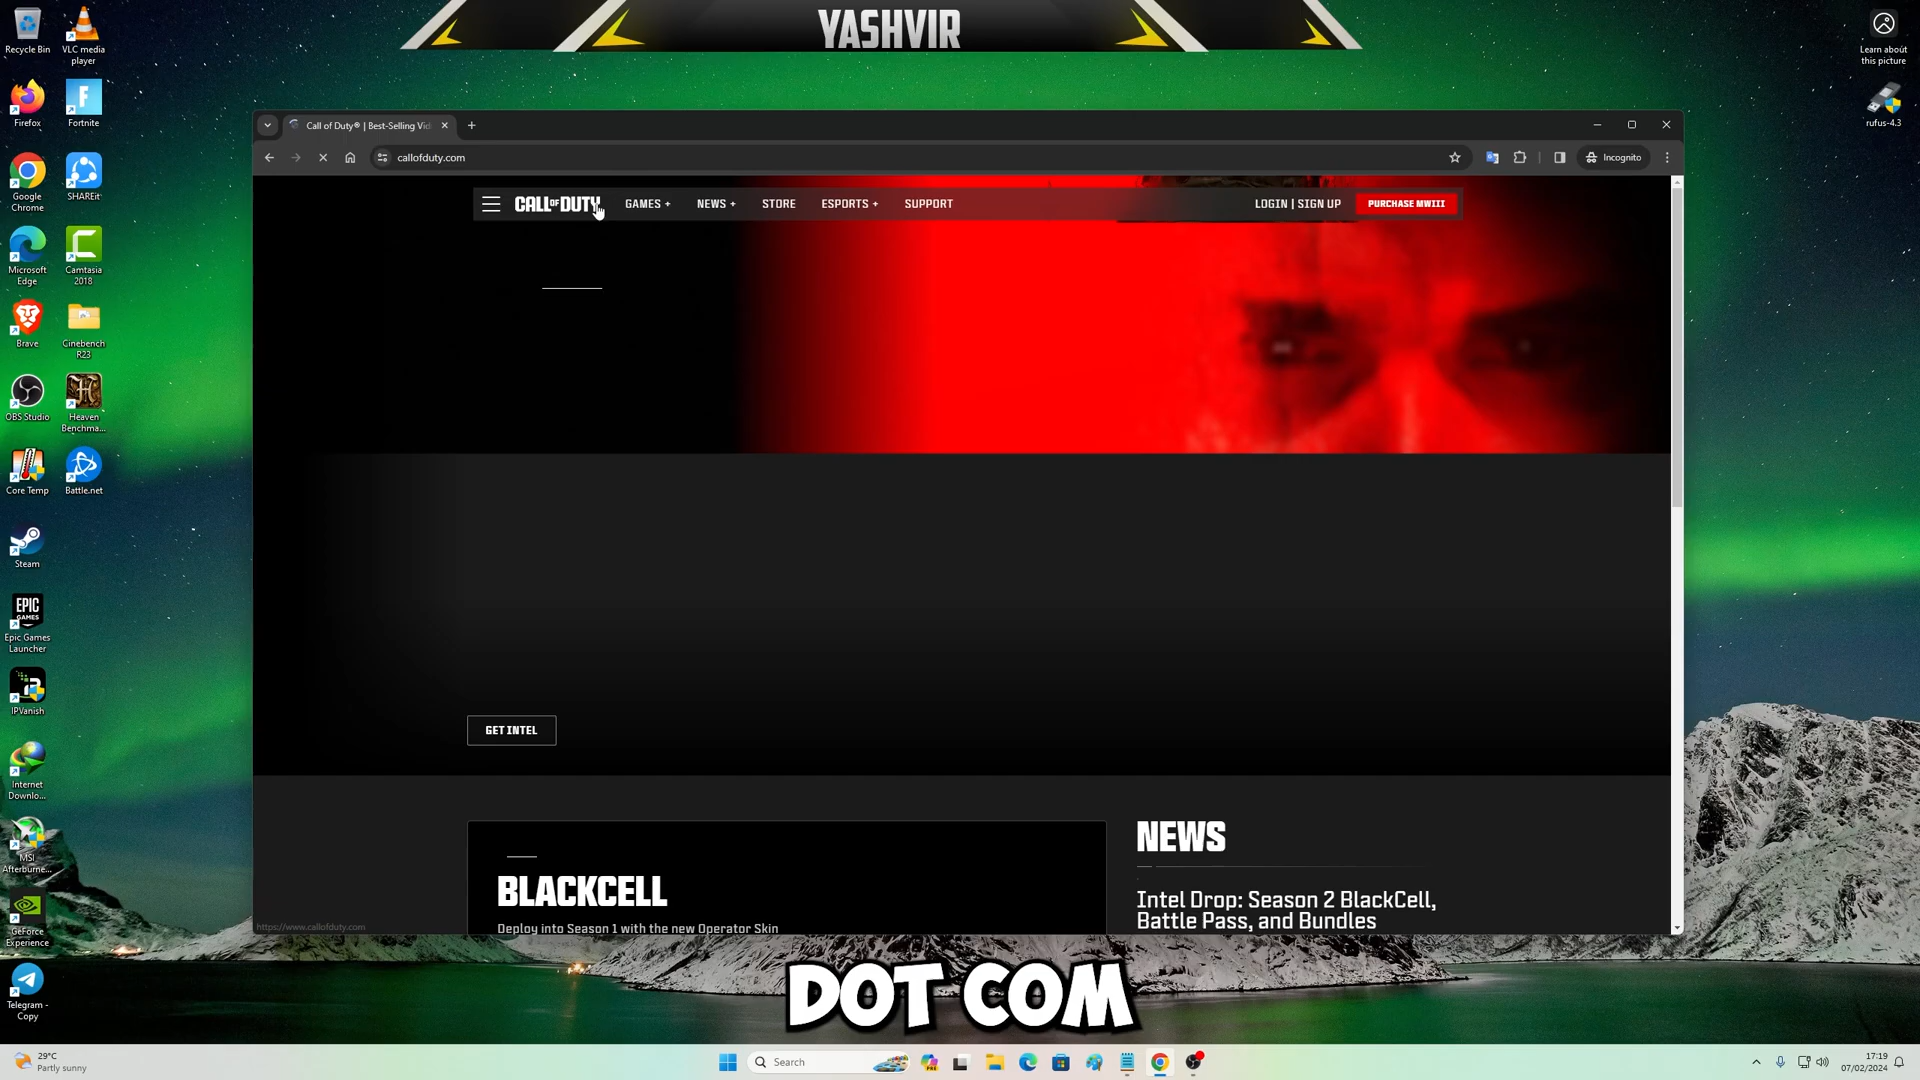 YASHVIR
Recycle Bin
VLC media
player
Learn about
this picture
Firefox
Fortnite
rufus-4.3
Call of Duty® | Best-Selling Vid
callofduty.com
Incognito
CALL OF DUTY
GAMES +
NEWS +
STORE
ESPORTS +
SUPPORT
LOGIN | SIGN UP
PURCHASE MWIII
Google
Chrome
SHAREit
Microsoft
Edge
Camtasia
2018
Brave
Cinebench
R23
OBS Studio
Heaven
Benchma...
Core Temp
Battle.net
Steam
EPIC
GAMES
Epic Games
Launcher
IPVanish
Internet
Downlo...
MSI
Afterburne...
GeForce
Experience
Telegram -
Copy
GET INTEL
BLACKCELL
Deploy into Season 1 with the new Operator Skin
NEWS
Intel Drop: Season 2 BlackCell,
Battle Pass, and Bundles
https://www.callofduty.com
DOT COM
29°C
Partly sunny
Search
PRE
17:19
07/02/2024